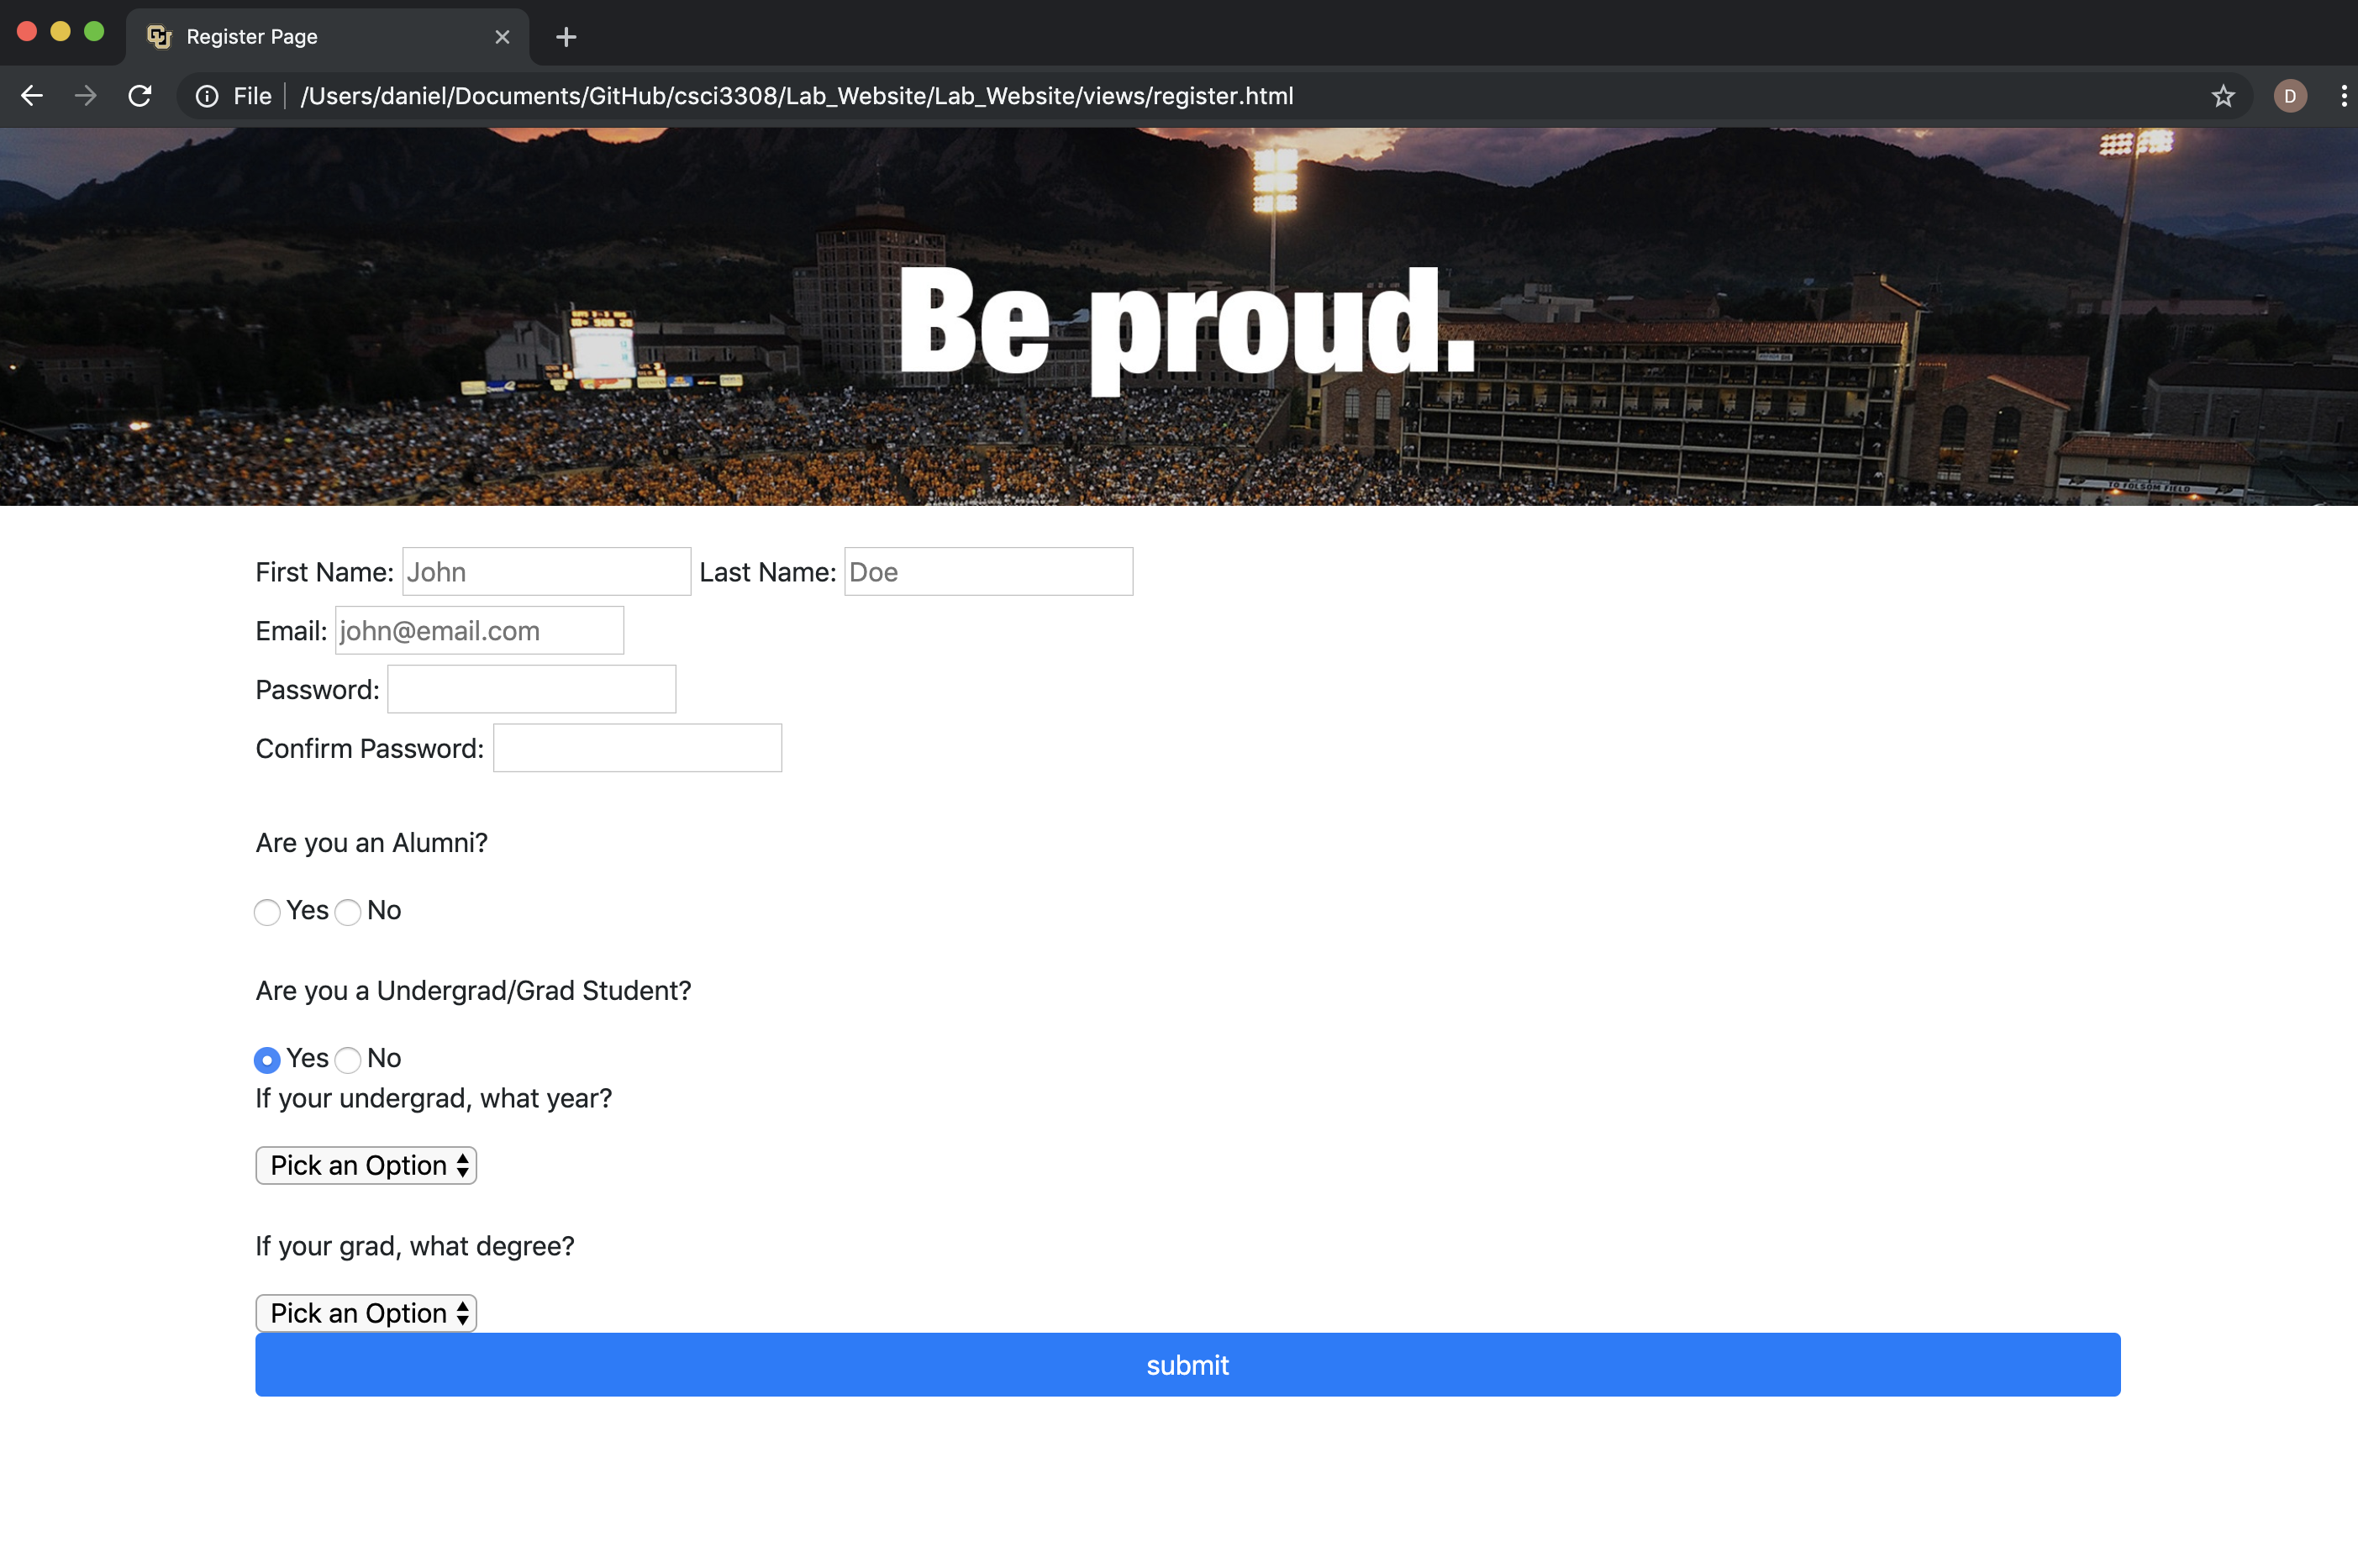 Register Page
File /Users/daniel/Documents/GitHub/csci3308/Lab_Website/Lab_Website/views/register.html
D
Be proud.
TO FOLSOM FIELD
First Name: John Last Name: Doe
Email: john@email.com
Password:
Confirm Password:
Are you an Alumni?
Yes No
Are you a Undergrad/Grad Student?
Yes No
If your undergrad, what year?
Pick an Option
If your grad, what degree?
Pick an Option
submit